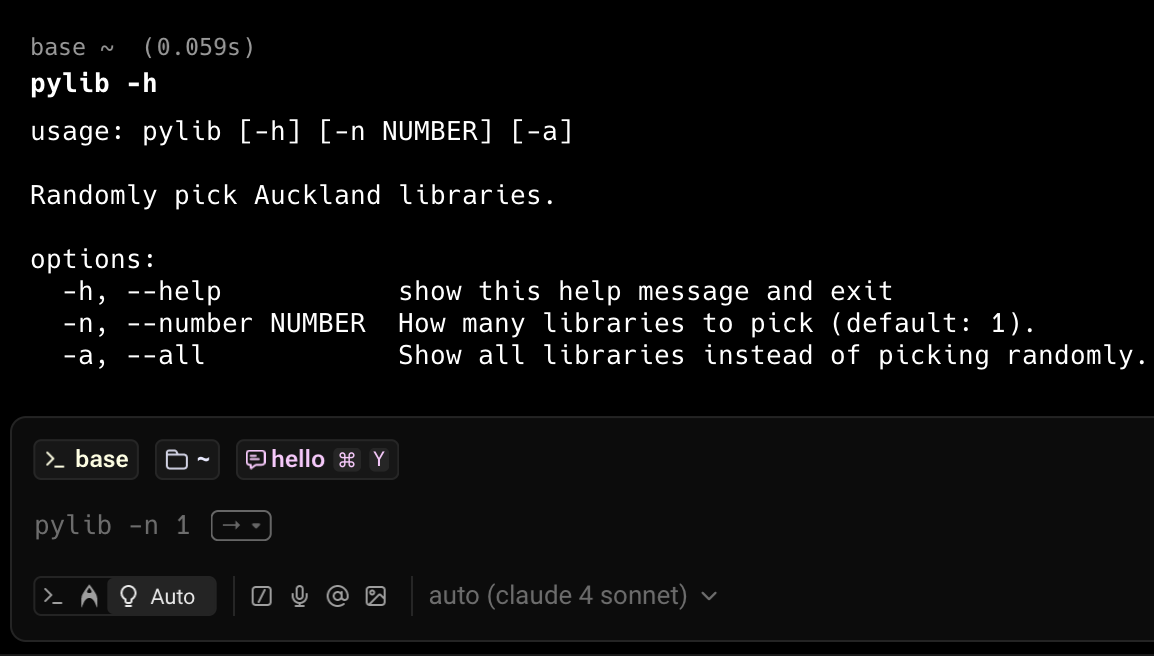 base ~  (0.059s)
pylib -h
usage: pylib [-h] [-n NUMBER] [-a]
Randomly pick Auckland libraries.
options:
  -h, --help           show this help message and exit
  -n, --number NUMBER  How many libraries to pick (default: 1).
  -a, --all            Show all libraries instead of picking randomly.
>_ base ~ hello ⌘ Y
pylib -n 1 →
>_ Auto @ auto (claude 4 sonnet)